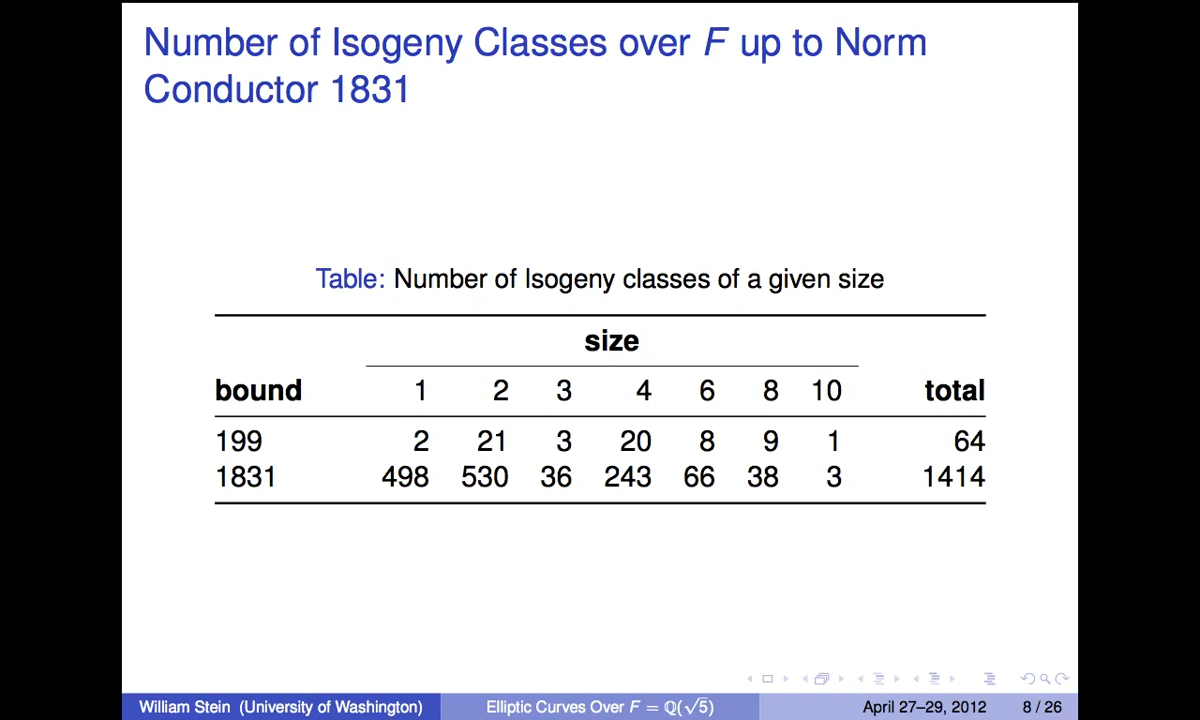 Number of Isogeny Classes over F up to Norm
Conductor 1831
Table: Number of Isogeny classes of a given size
size
bound 1 2 3 4 6 8 10 total
199 2 21 3 20 8 9 1 64
1831 498 530 36 243 66 38 3 1414
William Stein (University of Washington) Elliptic Curves Over F = ℚ(√5) April 27–29, 2012 8 / 26